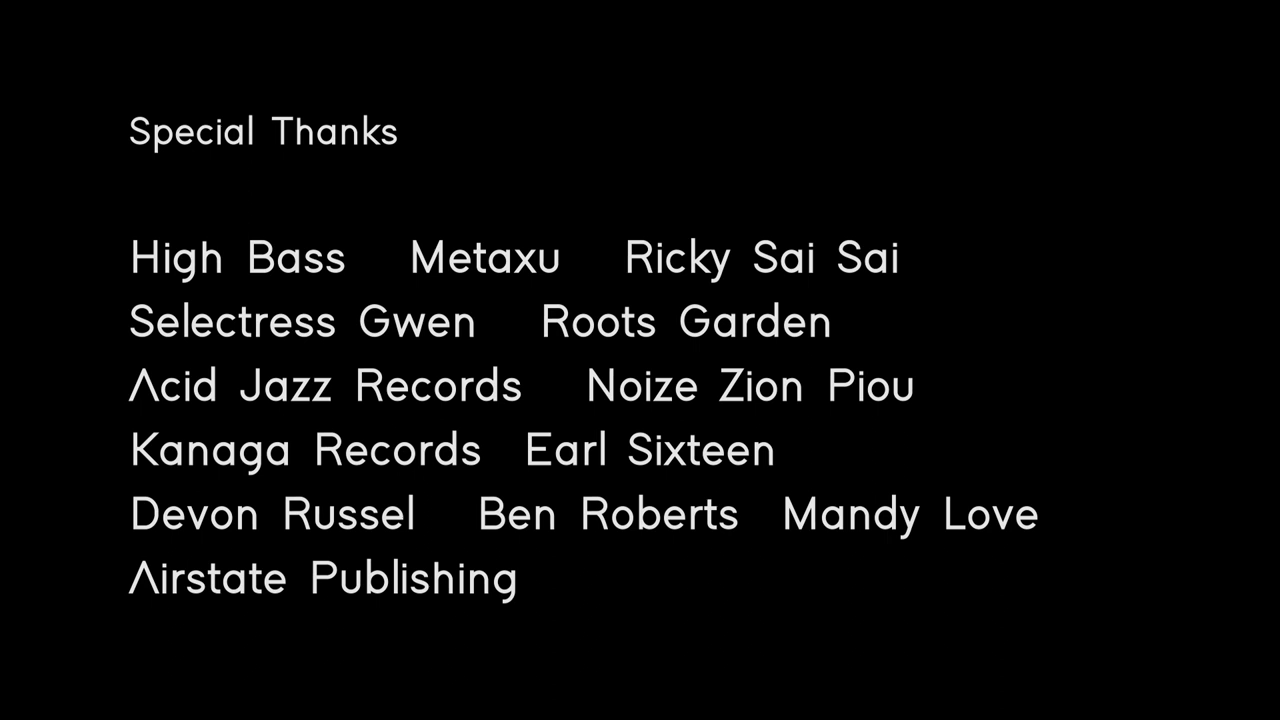 Special Thanks
High Bass Metaxu Ricky Sai Sai
Selectress Gwen Roots Garden
Acid Jazz Records Noize Zion Piou
Kanaga Records Earl Sixteen
Devon Russel Ben Roberts Mandy Love
Airstate Publishing